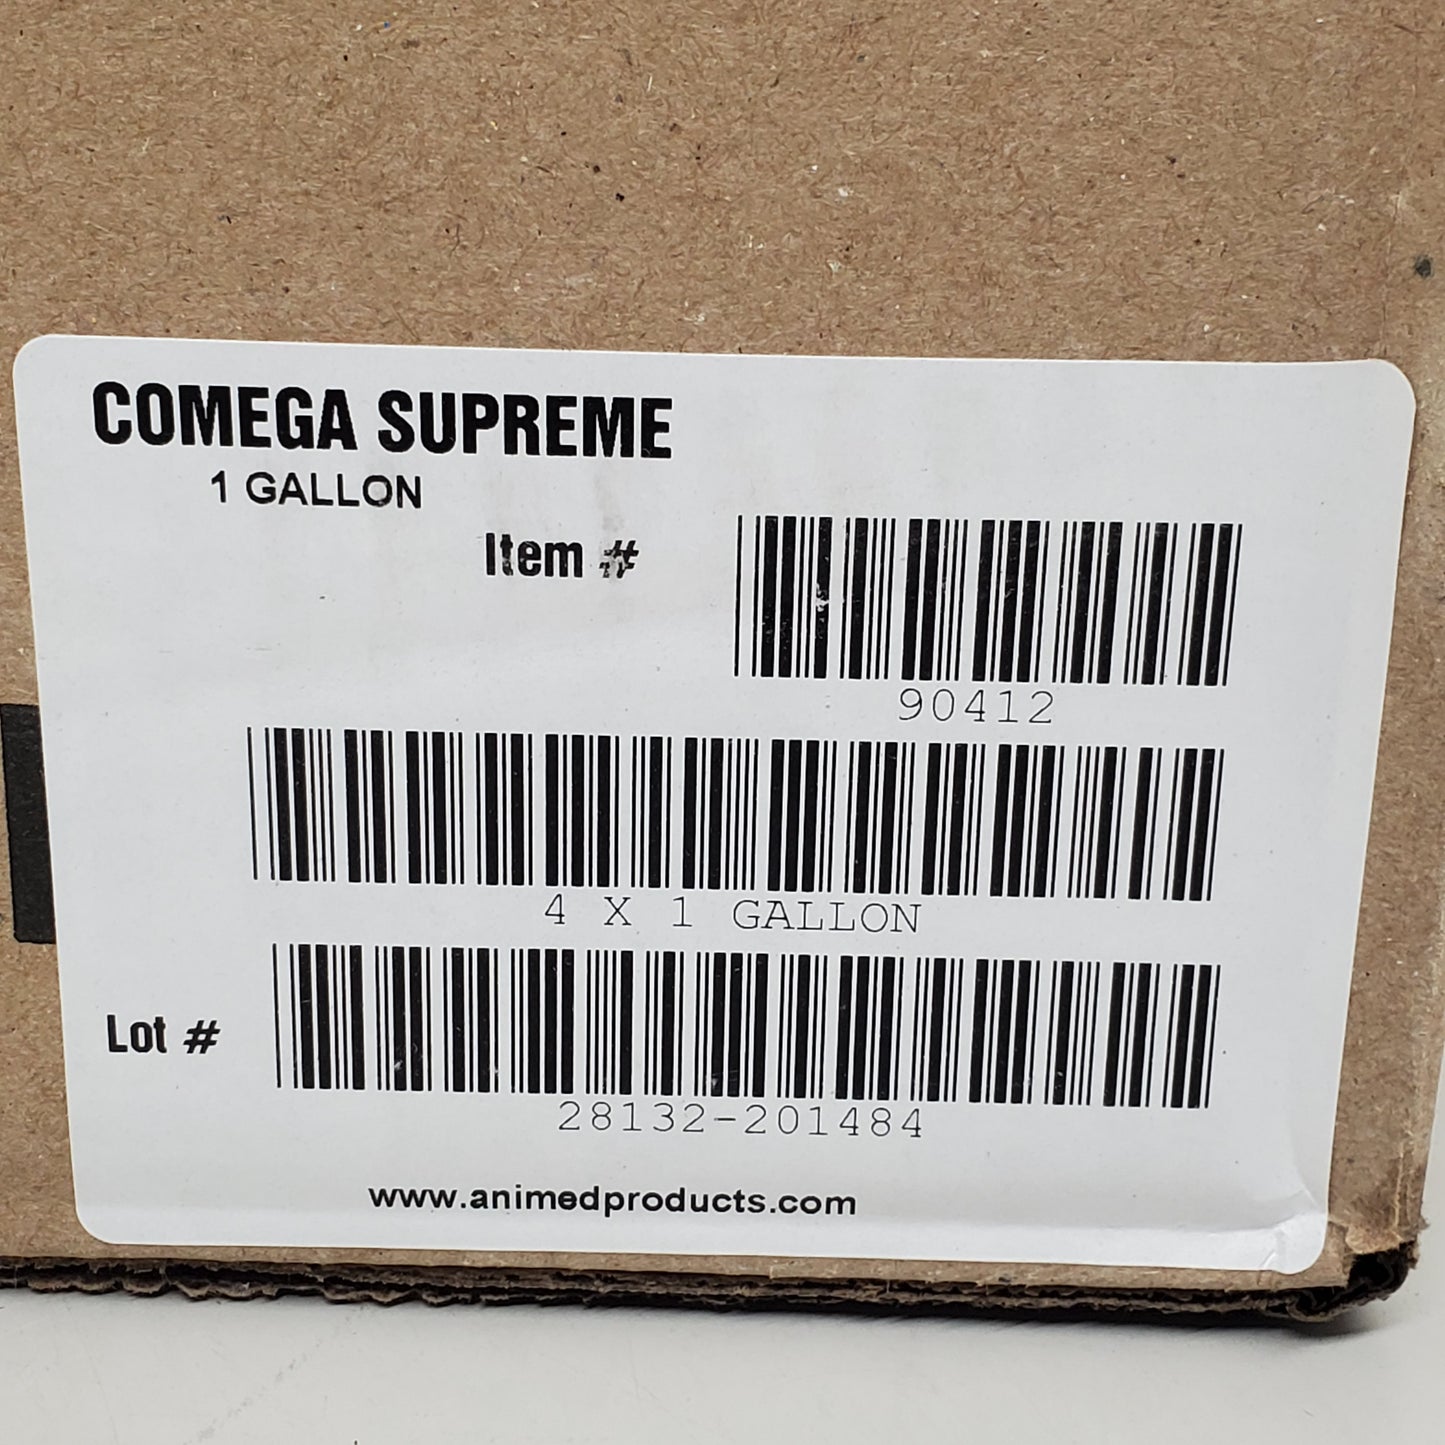 COMEGA SUPREME
1 GALLON
Item #
90412
4 X 1 GALLON
Lot #
28132-201484
www.animedproducts.com